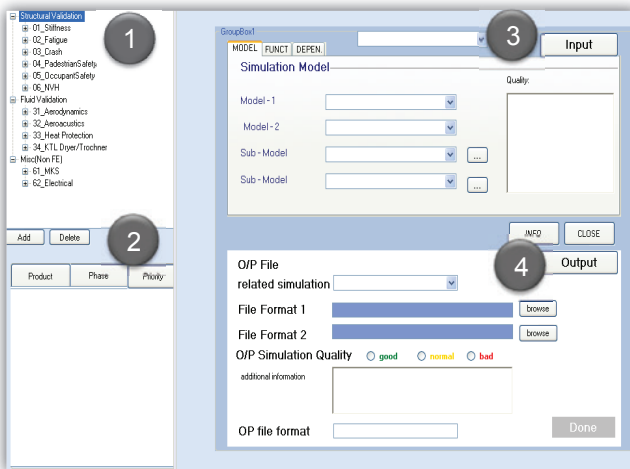 Structural Validation
01_Stiffness
02_Fatigue
03_Crash
04_PadestrianSafety
05_OccupantSafety
06_NVH
Fluid Validation
31_Aerodynamics
32_Aeroacustics
33_Heat Protection
34_KTL Dryer/Trochner
Misc(Non FE)
61_MKS
62_Electrical
1
Add Delete
2
Product Phase Priority
GroupBox1
3
Input
MODEL FUNCT DEPEN.
Simulation Model
Quality:
Model-1
Model-2
Sub-Model ...
Sub-Model ...
INFO CLOSE
4
Output
O/P File
related simulation
File Format 1 browse
File Format 2 browse
O/P Simulation Quality good normal bad
additional information
OP file format
Done